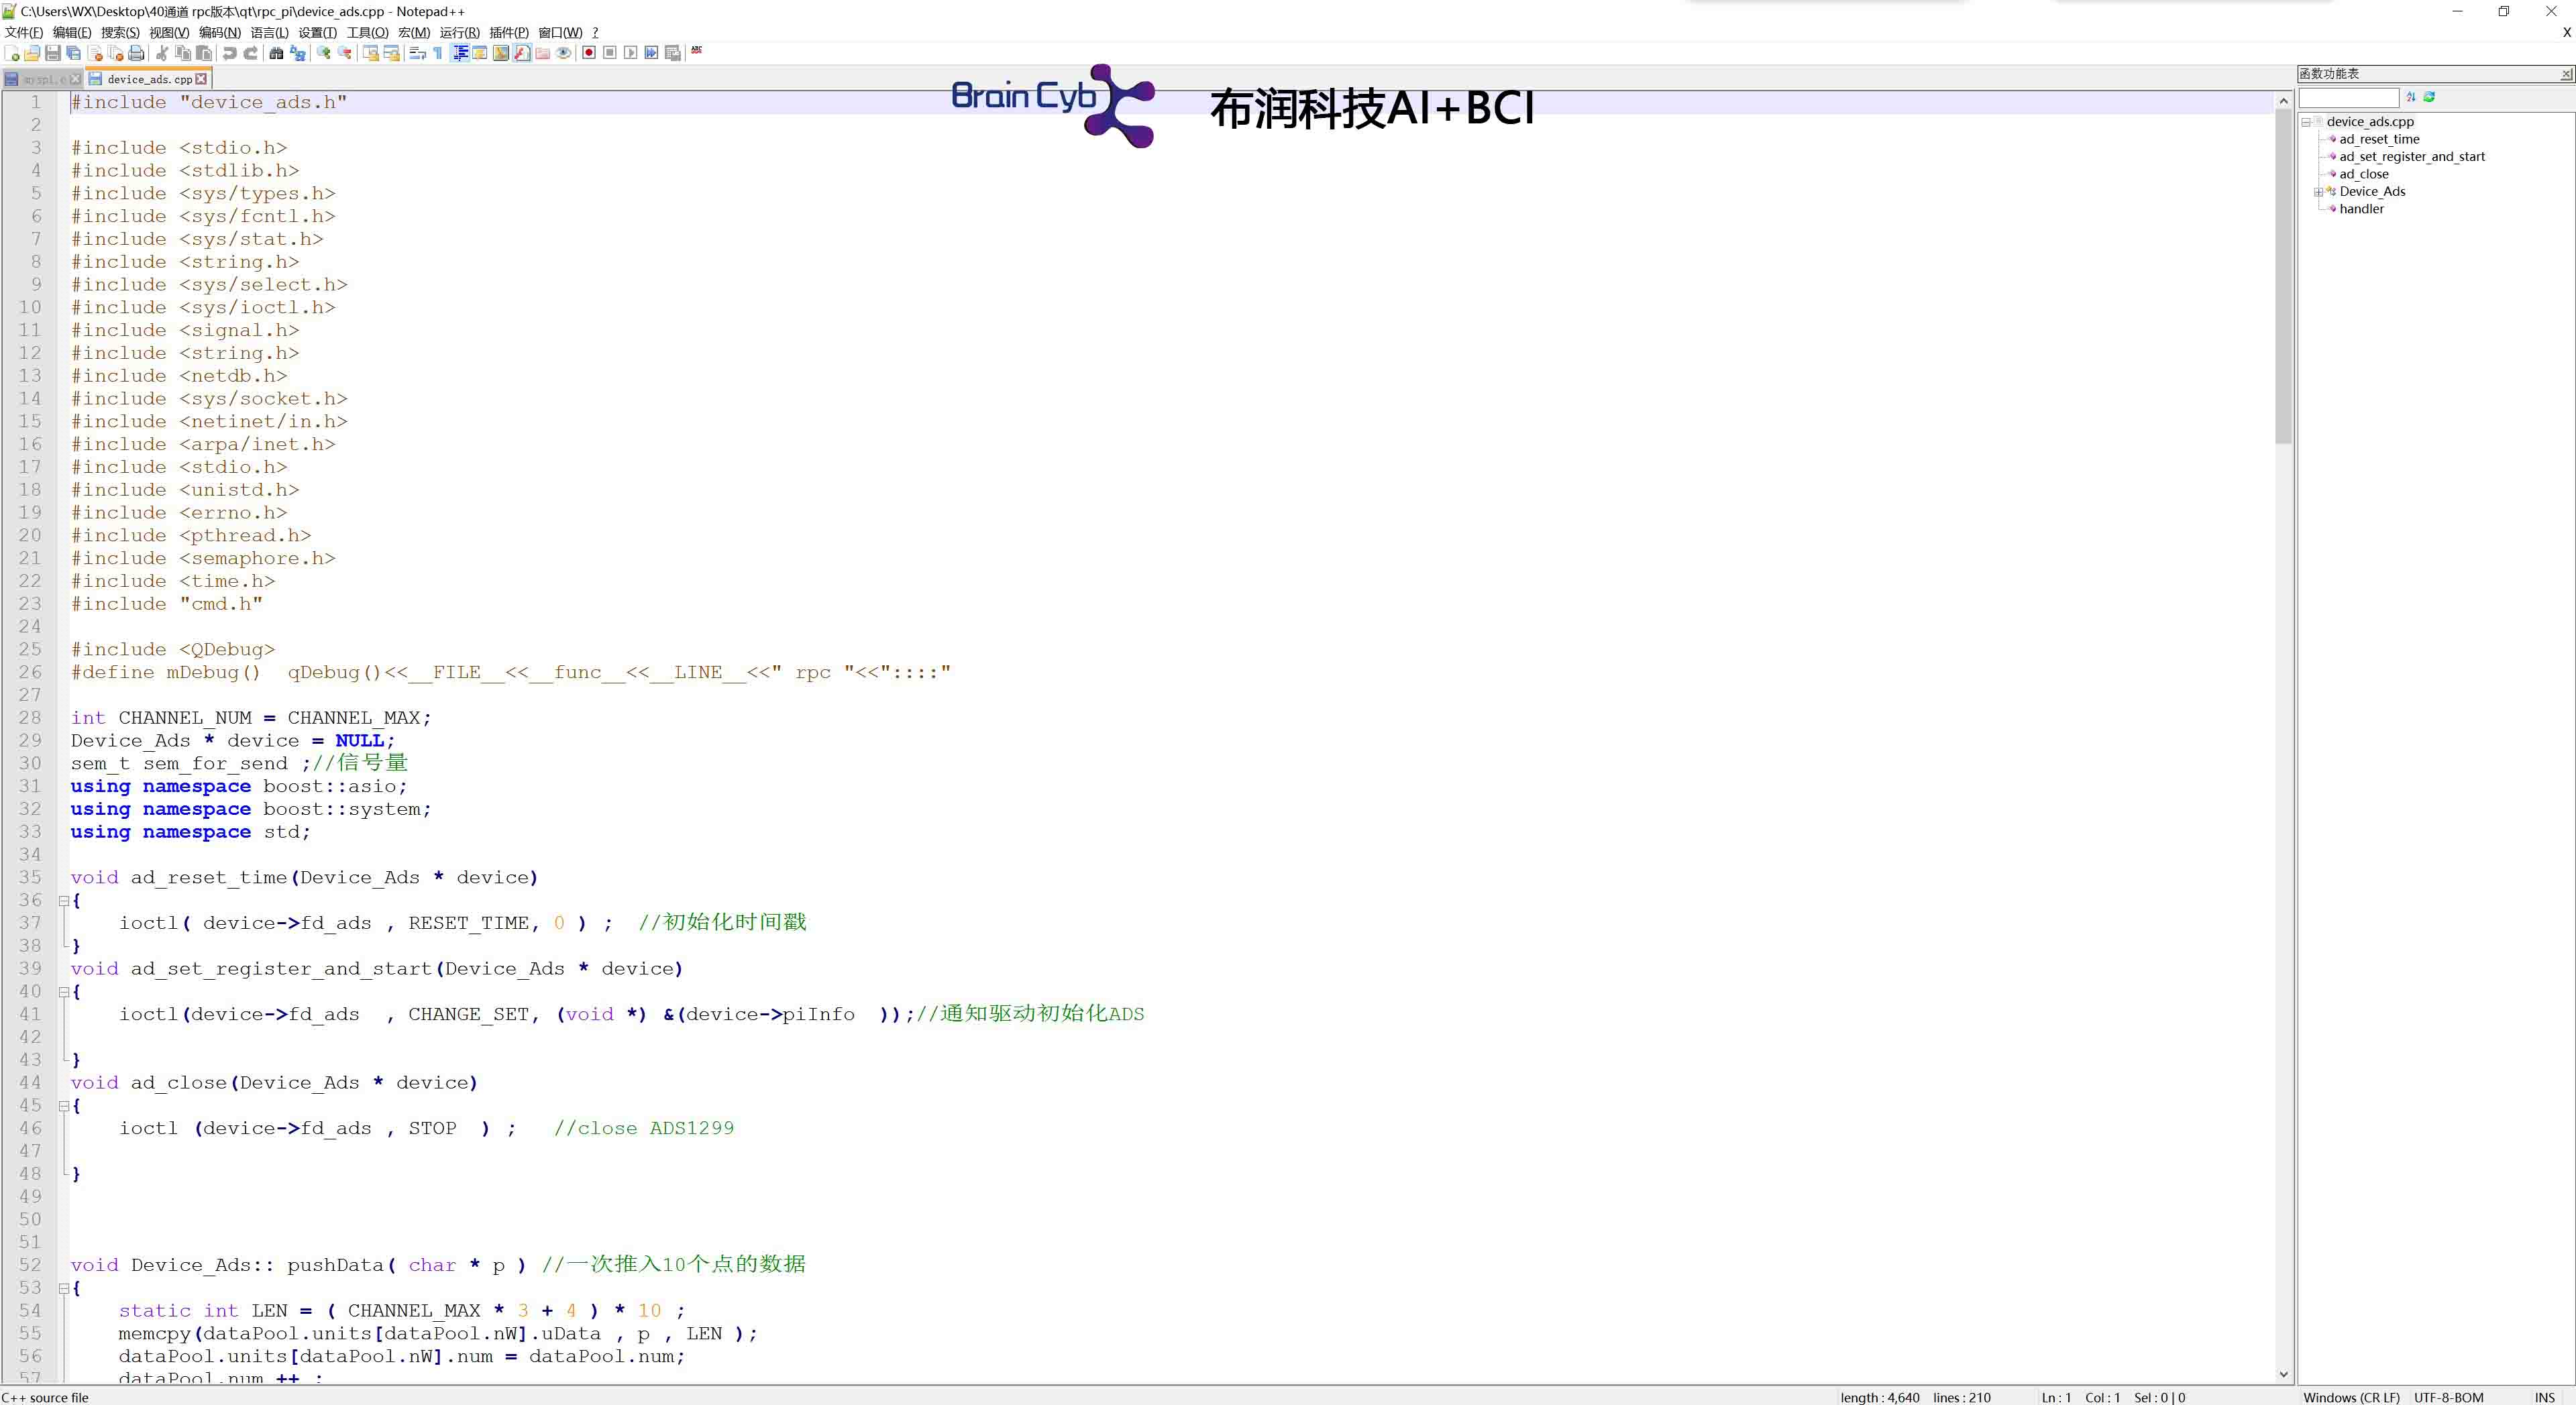 C:\Users\WX\Desktop\40通道 rpc版本\qt\rpc_pi\device_ads.cpp - Notepad++
文件(F) 编辑(E) 搜索(S) 视图(V) 编码(N) 语言(L) 设置(T) 工具(O) 宏(M) 运行(R) 插件(P) 窗口(W) ? X
myspi.c device_ads.cpp
函数功能表
Brain Cyb
布润科技AI+BCI
1 #include "device_ads.h"
2
3 #include <stdio.h>
4 #include <stdlib.h>
5 #include <sys/types.h>
6 #include <sys/fcntl.h>
7 #include <sys/stat.h>
8 #include <string.h>
9 #include <sys/select.h>
10 #include <sys/ioctl.h>
11 #include <signal.h>
12 #include <string.h>
13 #include <netdb.h>
14 #include <sys/socket.h>
15 #include <netinet/in.h>
16 #include <arpa/inet.h>
17 #include <stdio.h>
18 #include <unistd.h>
19 #include <errno.h>
20 #include <pthread.h>
21 #include <semaphore.h>
22 #include <time.h>
23 #include "cmd.h"
24
25 #include <QDebug>
26 #define mDebug()  qDebug()<<__FILE__<<__func__<<__LINE__<<" rpc "<<"::::"
27
28 int CHANNEL_NUM = CHANNEL_MAX;
29 Device_Ads * device = NULL;
30 sem_t sem_for_send ;//信号量
31 using namespace boost::asio;
32 using namespace boost::system;
33 using namespace std;
34
35 void ad_reset_time(Device_Ads * device)
36 {
37     ioctl( device->fd_ads , RESET_TIME, 0 ) ;  //初始化时间戳
38 }
39 void ad_set_register_and_start(Device_Ads * device)
40 {
41     ioctl(device->fd_ads  , CHANGE_SET, (void *) &(device->piInfo  ));//通知驱动初始化ADS
42
43 }
44 void ad_close(Device_Ads * device)
45 {
46     ioctl (device->fd_ads , STOP  ) ;   //close ADS1299
47
48 }
49
50
51
52 void Device_Ads:: pushData( char * p ) //一次推入10个点的数据
53 {
54     static int LEN = ( CHANNEL_MAX * 3 + 4 ) * 10 ;
55     memcpy(dataPool.units[dataPool.nW].uData , p , LEN );
56     dataPool.units[dataPool.nW].num = dataPool.num;
57     dataPool.num ++ ;
device_ads.cpp
ad_reset_time
ad_set_register_and_start
ad_close
Device_Ads
handler
C++ source file length : 4,640 lines : 210 Ln : 1 Col : 1 Sel : 0 | 0 Windows (CR LF) UTF-8-BOM INS